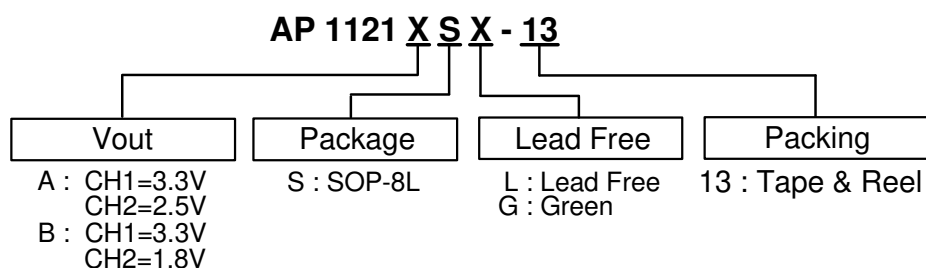 AP 1121 X S X - 13
Vout
Package
Lead Free
Packing
A : CH1=3.3V
CH2=2.5V
B : CH1=3.3V
CH2=1.8V
S : SOP-8L
L : Lead Free
G : Green
13 : Tape & Reel